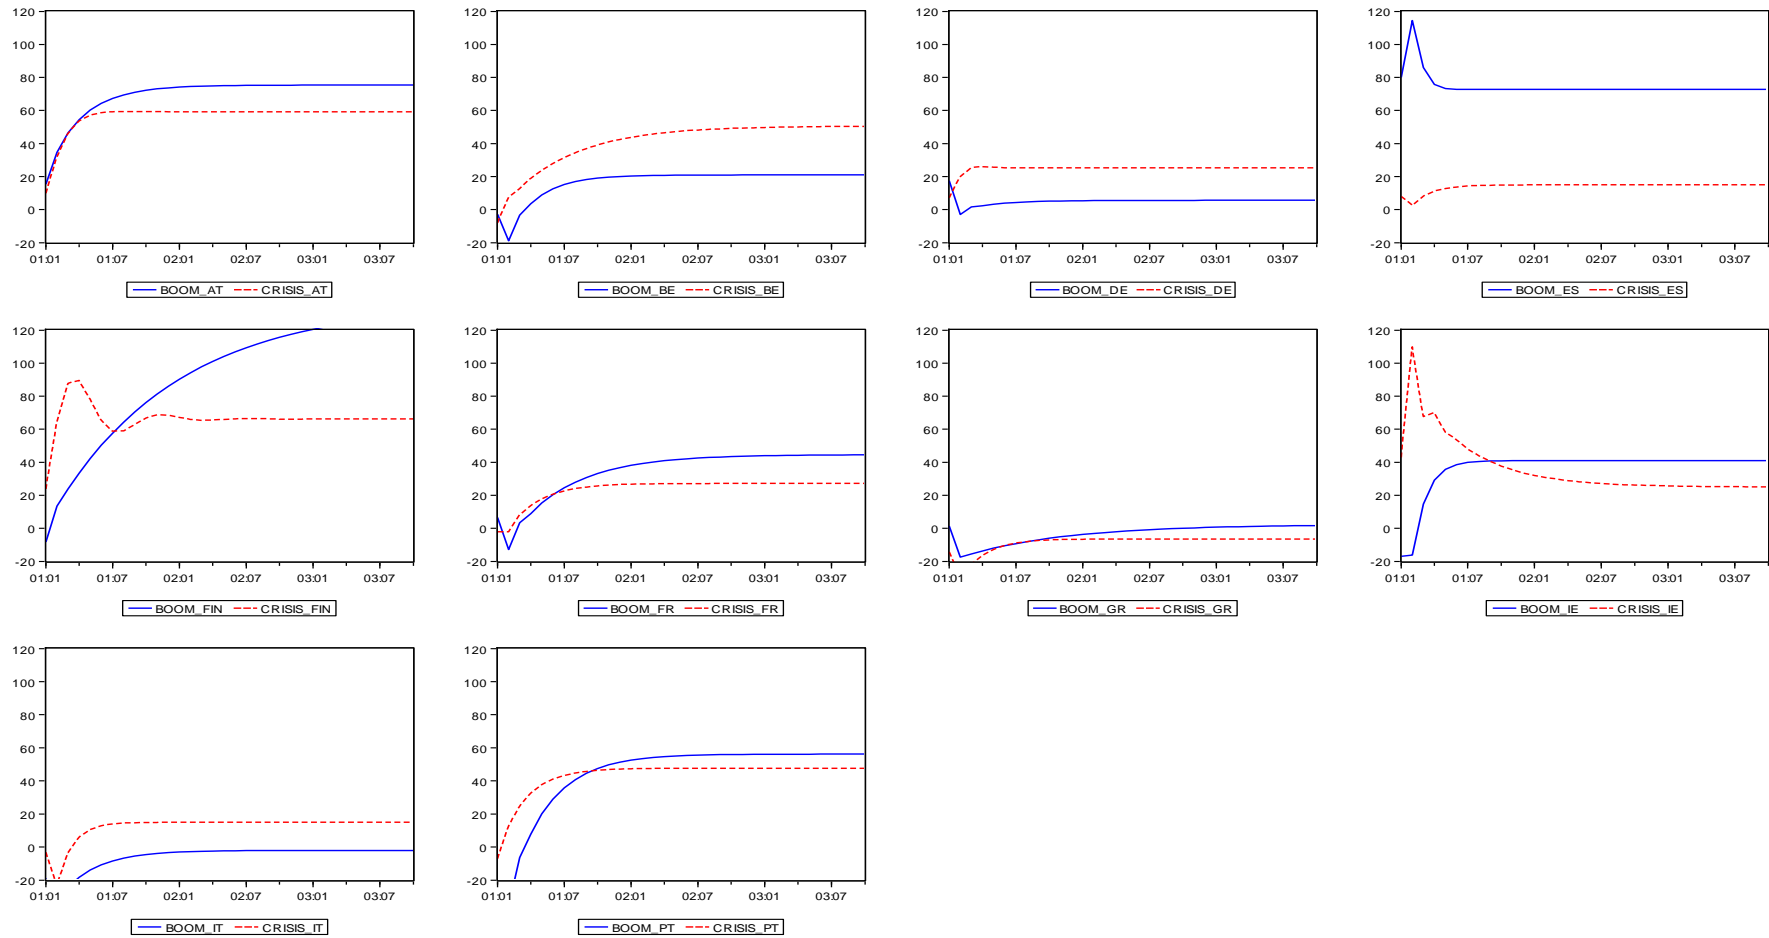 120 120 120 120
100 100 100 100
80 80 80 80
60 60 60 60
40 40 40 40
20 20 20 20
0 0 0 0
-20 -20 -20 -20
01:01 01:07 02:01 02:07 03:01 03:07 01:01 01:07 02:01 02:07 03:01 03:07 01:01 01:07 02:01 02:07 03:01 03:07 01:01 01:07 02:01 02:07 03:01 03:07
BOOM_AT CRISIS_AT BOOM_BE CRISIS_BE BOOM_DE CRISIS_DE BOOM_ES CRISIS_ES
120 120 120 120
100 100 100 100
80 80 80 80
60 60 60 60
40 40 40 40
20 20 20 20
0 0 0 0
-20 -20 -20 -20
01:01 01:07 02:01 02:07 03:01 03:07 01:01 01:07 02:01 02:07 03:01 03:07 01:01 01:07 02:01 02:07 03:01 03:07 01:01 01:07 02:01 02:07 03:01 03:07
BOOM_FIN CRISIS_FIN BOOM_FR CRISIS_FR BOOM_GR CRISIS_GR BOOM_IE CRISIS_IE
120 120
100 100
80 80
60 60
40 40
20 20
0 0
-20 -20
01:01 01:07 02:01 02:07 03:01 03:07 01:01 01:07 02:01 02:07 03:01 03:07
BOOM_IT CRISIS_IT BOOM_PT CRISIS_PT